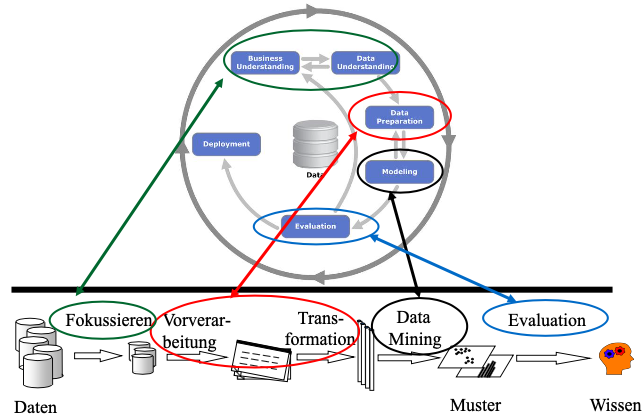 Business
Understanding
Data
Understanding
Data
Preparation
Deployment
Data
Modeling
Evaluation
Fokussieren
Vorverar-
beitung
Trans-
formation
Data
Mining
Evaluation
Daten
Muster
Wissen